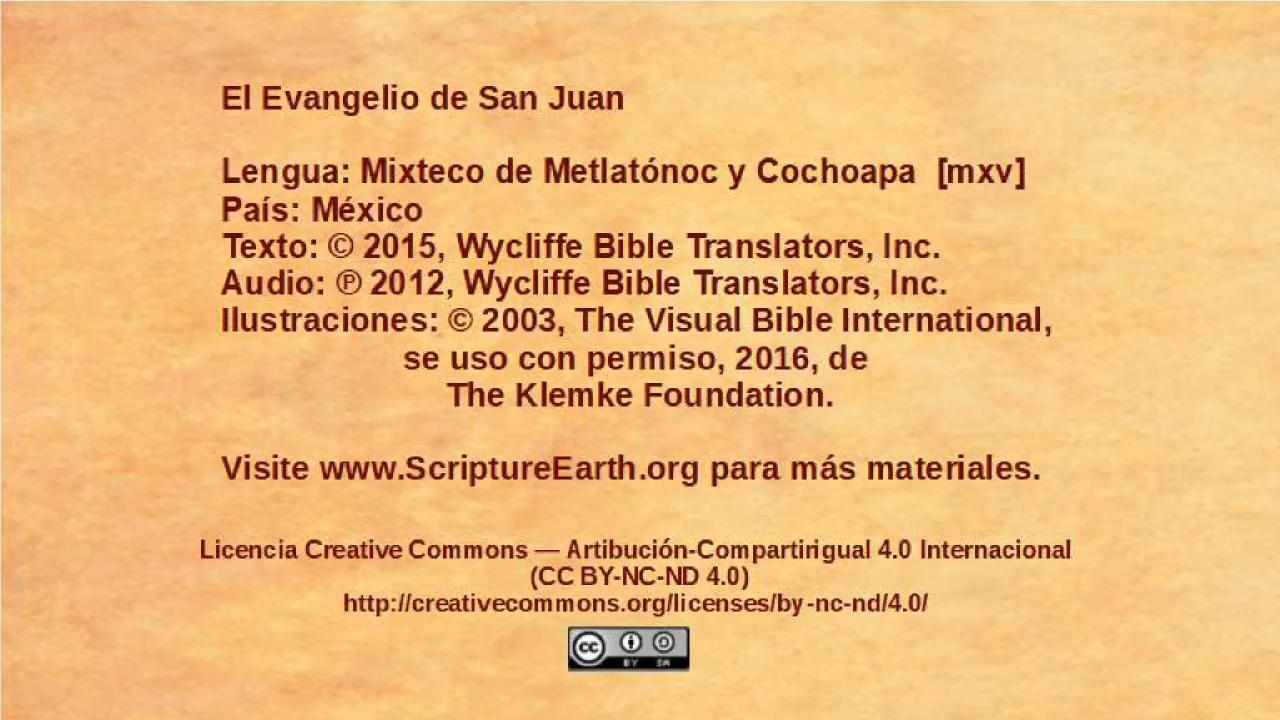 El Evangelio de San Juan
Lengua: Mixteco de Metlatónoc y Cochoapa [mxv]
País: México
Texto: © 2015, Wycliffe Bible Translators, Inc.
Audio: ℗ 2012, Wycliffe Bible Translators, Inc.
Ilustraciones: © 2003, The Visual Bible International,
se uso con permiso, 2016, de
The Klemke Foundation.
Visite www.ScriptureEarth.org para más materiales.
Licencia Creative Commons — Artibución-Compartirigual 4.0 Internacional
(CC BY-NC-ND 4.0)
http://creativecommons.org/licenses/by-nc-nd/4.0/
cc BY SA